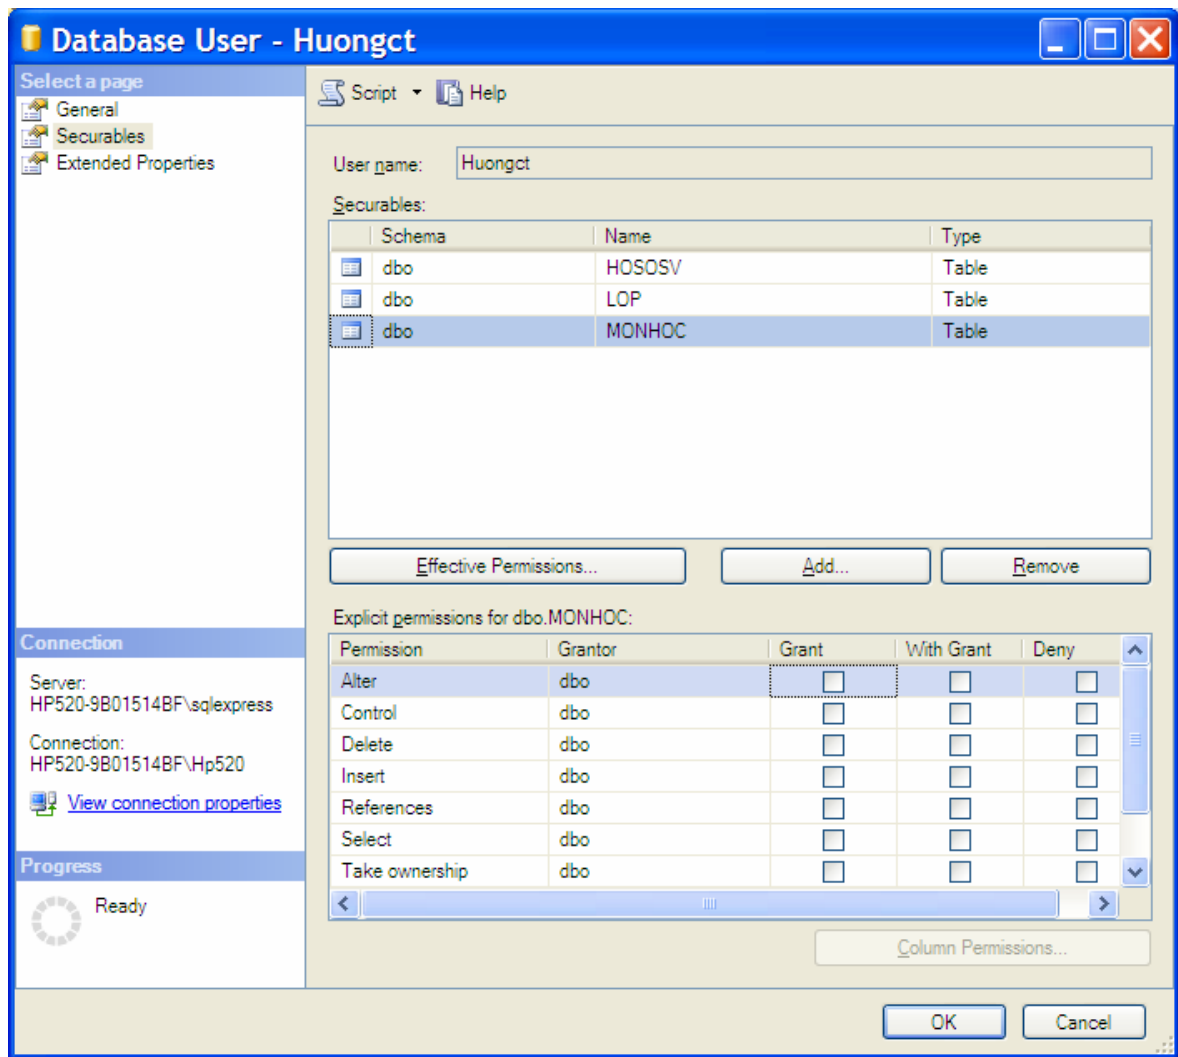 Database User - Huongct
Select a page
General
Securables
Extended Properties
Script
Help
User name:
Huongct
Securables:
Schema Name Type
dbo HOSOSV Table
dbo LOP Table
dbo MONHOC Table
Effective Permissions...
Add...
Remove
Explicit permissions for dbo.MONHOC:
Permission Grantor Grant With Grant Deny
Alter dbo
Control dbo
Delete dbo
Insert dbo
References dbo
Select dbo
Take ownership dbo
Column Permissions...
Connection
Server:
HP520-9B01514BF\sqlexpress
Connection:
HP520-9B01514BF\Hp520
View connection properties
Progress
Ready
OK
Cancel